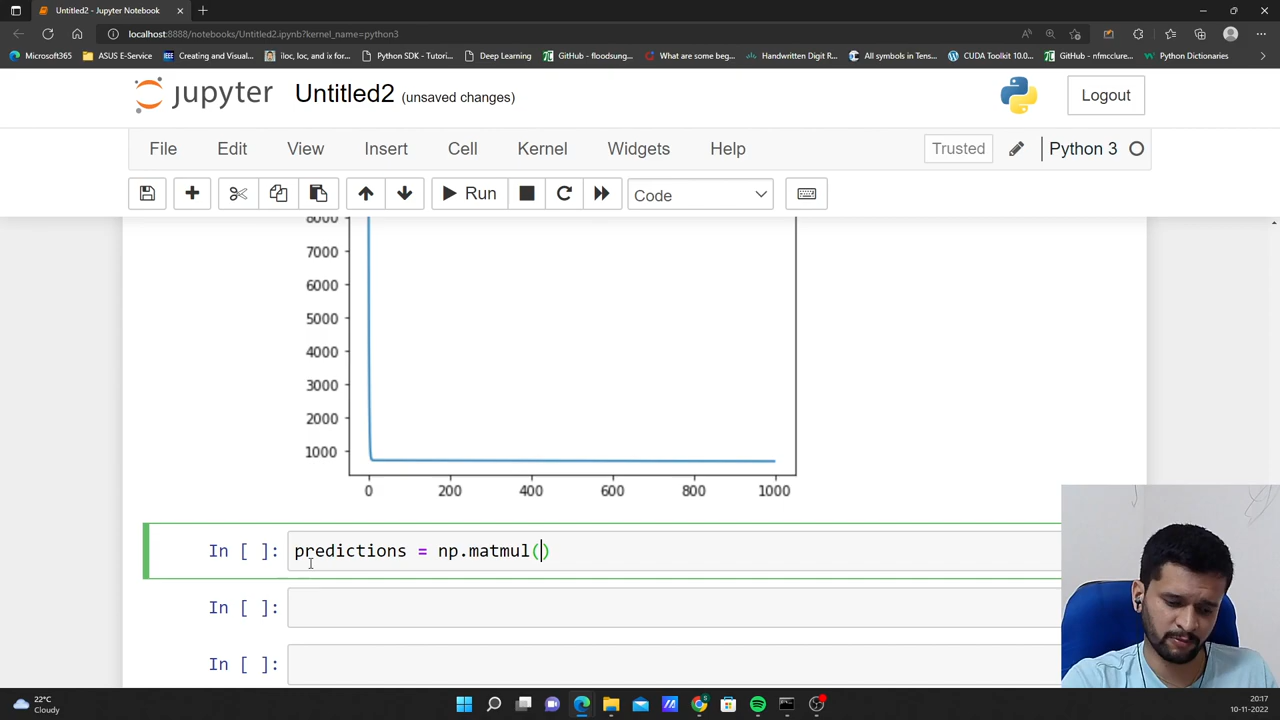 Untitled2 - Jupyter Notebook
localhost:8888/notebooks/Untitled2.ipynb?kernel_name=python3
Microsoft365
ASUS E-Service
Creating and Visual...
iloc, loc, and ix for...
Python SDK - Tutori...
Deep Learning
GitHub - floodsung...
What are some beg...
Handwritten Digit R...
All symbols in Tens...
CUDA Toolkit 10.0...
GitHub - nfmcclure...
Python Dictionaries
jupyter Untitled2 (unsaved changes)
Logout
File Edit View Insert Cell Kernel Widgets Help
Trusted
Python 3
Run
Code
8000
7000
6000
5000
4000
3000
2000
1000
0 200 400 600 800 1000
In [ ]: predictions = np.matmul()
In [ ]:
In [ ]:
22°C
Cloudy
5
20:17
10-11-2022